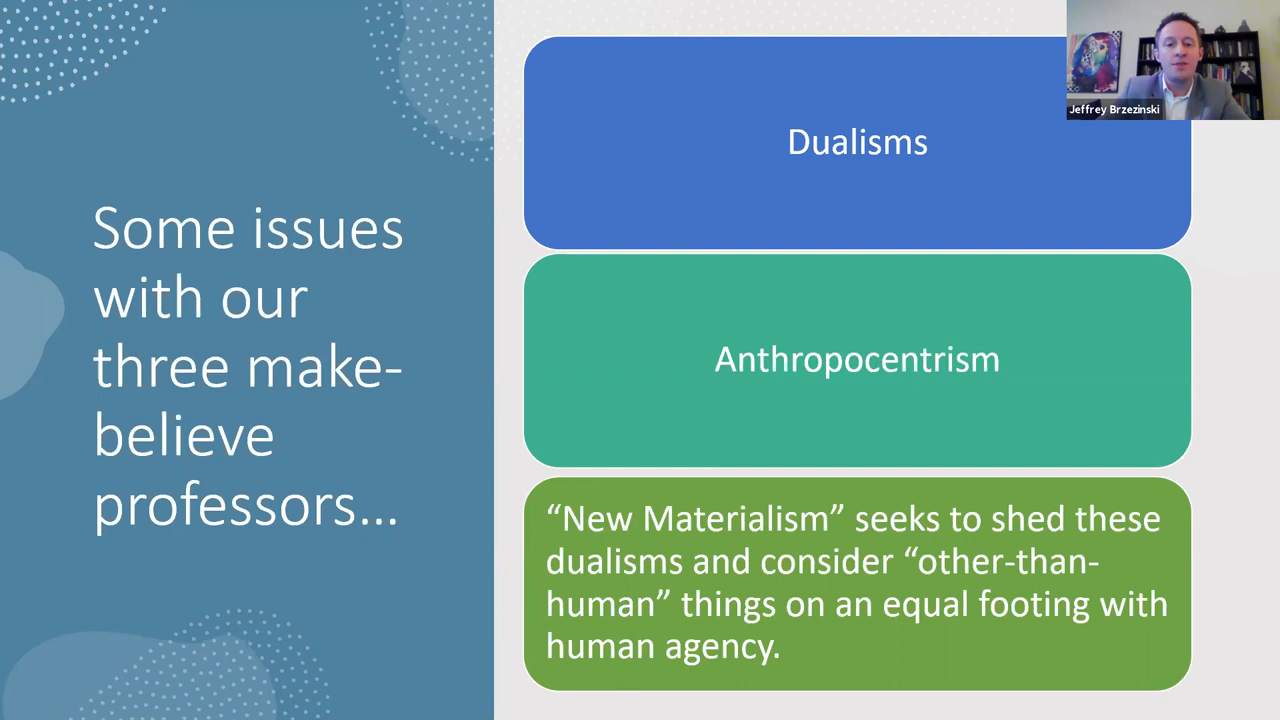 Some issues
with our
three make-
believe
professors...
Dualisms
Anthropocentrism
“New Materialism” seeks to shed these
dualisms and consider “other-than-
human” things on an equal footing with
human agency.
Jeffrey Brzezinski